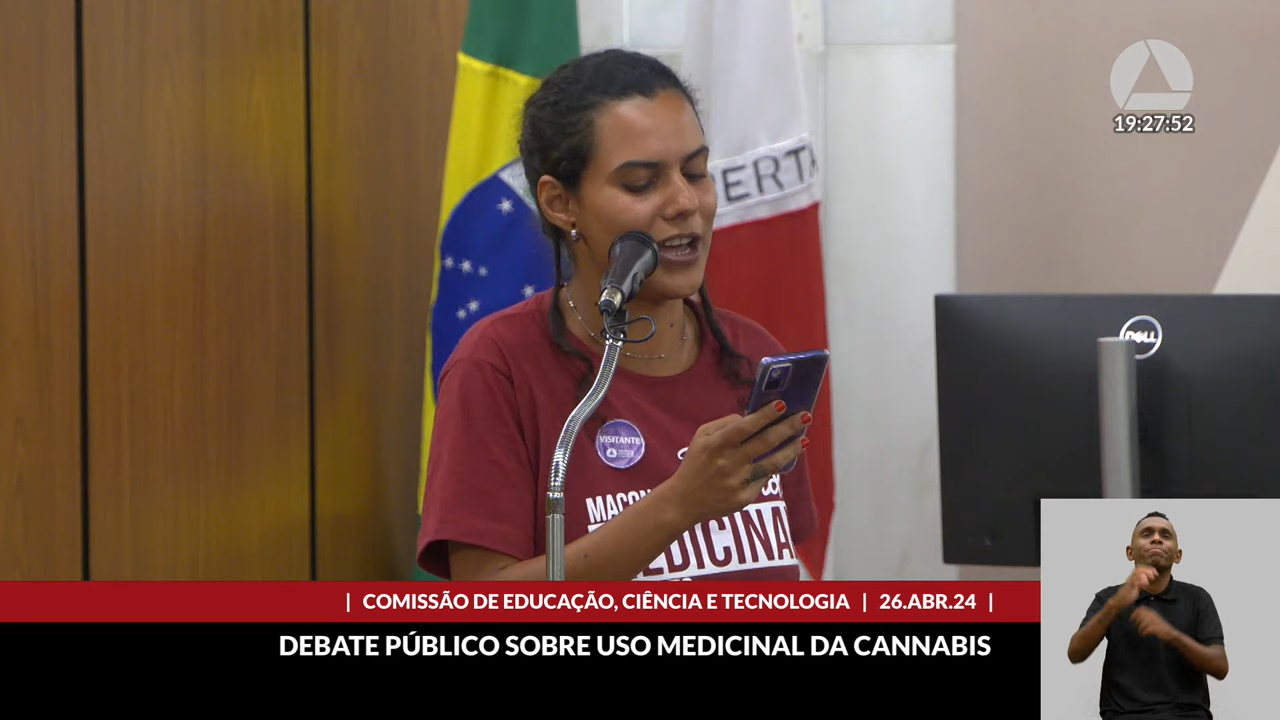 19:27:52
ERTA
DELL
VISITANTE
MEDICINAL
| COMISSÃO DE EDUCAÇÃO, CIÊNCIA E TECNOLOGIA | 26.ABR.24 |
DEBATE PÚBLICO SOBRE USO MEDICINAL DA CANNABIS